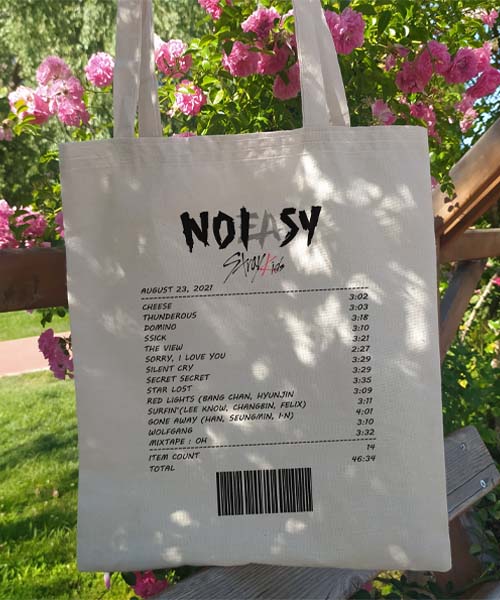 NOEASY
Stray Kids
AUGUST 23, 2021
CHEESE 3:02
THUNDEROUS 3:03
DOMINO 3:18
SSICK 3:10
THE VIEW 3:21
SORRY, I LOVE YOU 2:27
SILENT CRY 3:29
SECRET SECRET 3:29
STAR LOST 3:35
RED LIGHTS (BANG CHAN, HYUNJIN 3:09
SURFIN'(LEE KNOW, CHANGBIN, FELIX) 3:11
GONE AWAY (HAN, SEUNGMIN, I·N) 4:01
WOLFGANG 3:10
MIXTAPE : OH 3:32
ITEM COUNT 14
TOTAL 46:34